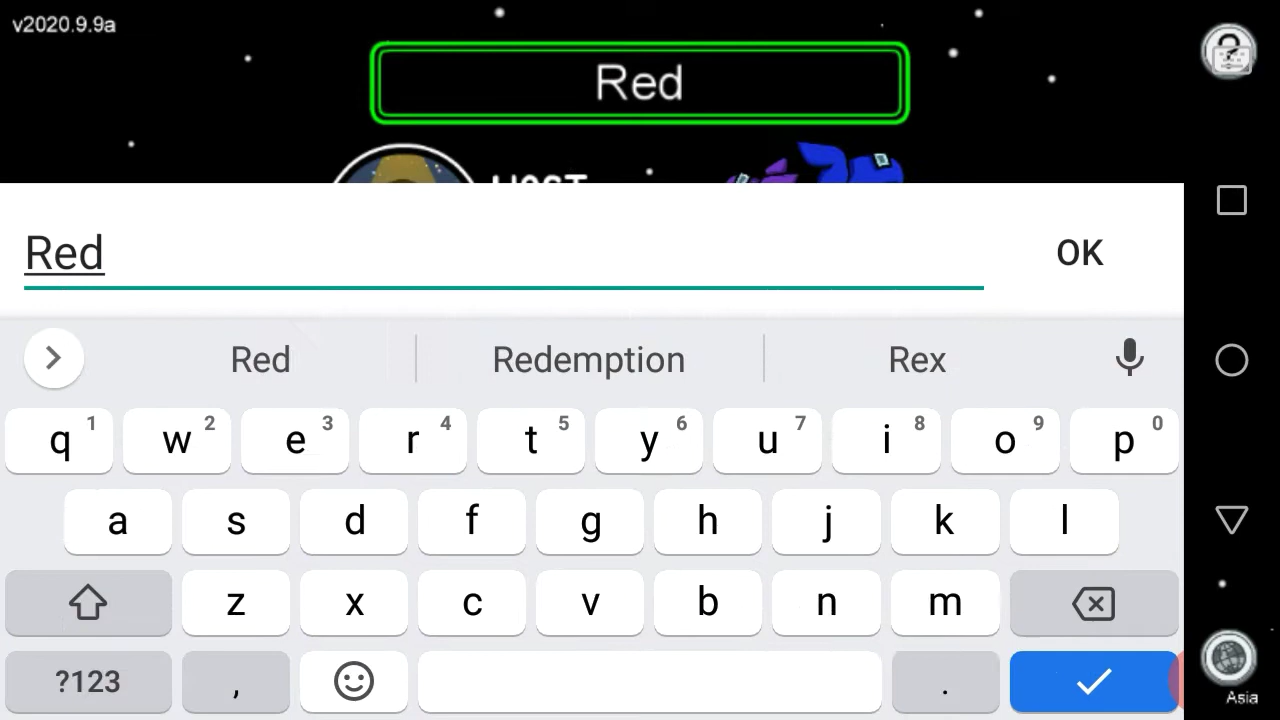 v2020.9.9a
Red
HOST
Red
OK
Red Redemption Rex
q 1 w 2 e 3 r 4 t 5 y 6 u 7 i 8 o 9 p 0
a s d f g h j k l
z x c v b n m
?123 , .
Asia